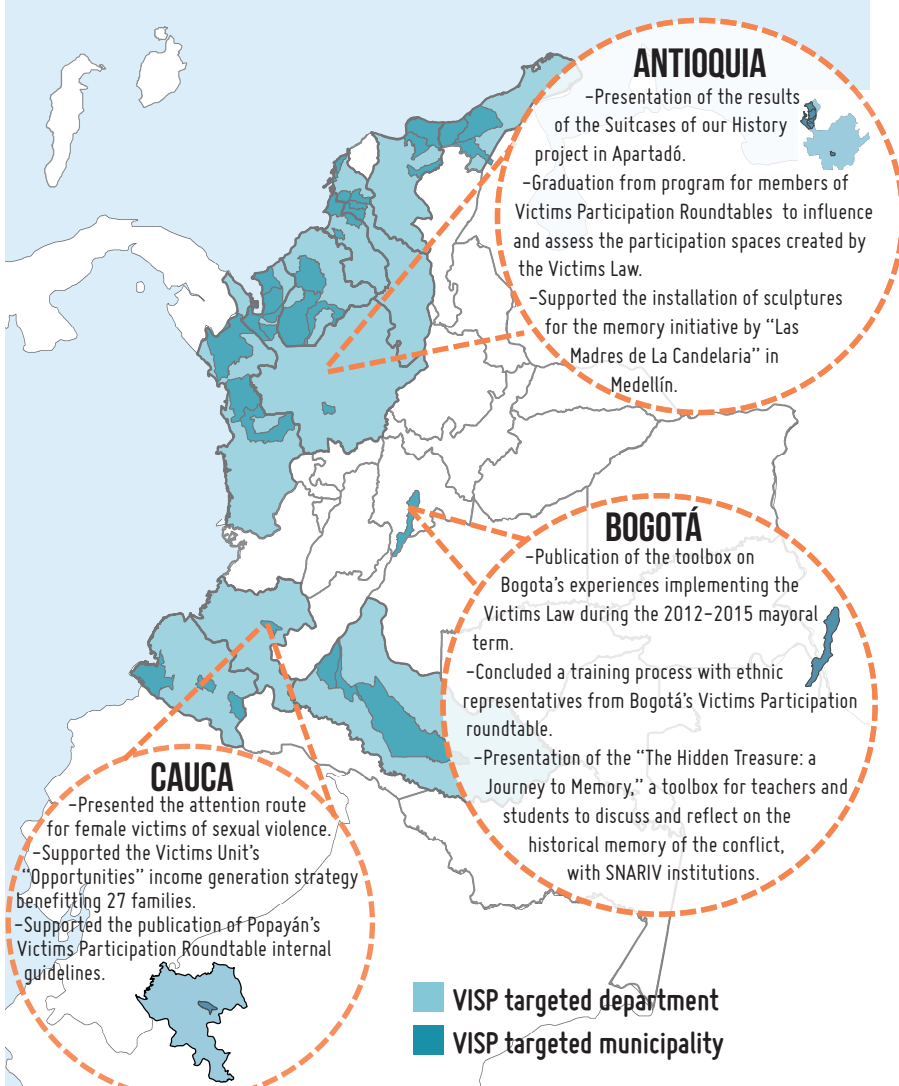 ANTIOQUIA
-Presentation of the results
of the Suitcases of our History
project in Apartadó.
-Graduation from program for members of
Victims Participation Roundtables to influence
and assess the participation spaces created by
the Victims Law.
-Supported the installation of sculptures
for the memory initiative by “Las
Madres de La Candelaria” in
Medellín.
BOGOTÁ
-Publication of the toolbox on
Bogota's experiences implementing the
Victims Law during the 2012-2015 mayoral
term.
-Concluded a training process with ethnic
representatives from Bogotá's Victims Participation
roundtable.
-Presentation of the “The Hidden Treasure: a
Journey to Memory,” a toolbox for teachers and
students to discuss and reflect on the
historical memory of the conflict,
with SNARIV institutions.
CAUCA
-Presented the attention route
for female victims of sexual violence.
-Supported the Victims Unit's
“Opportunities” income generation strategy
benefitting 27 families.
-Supported the publication of Popayán's
Victims Participation Roundtable internal
guidelines.
VISP targeted department
VISP targeted municipality